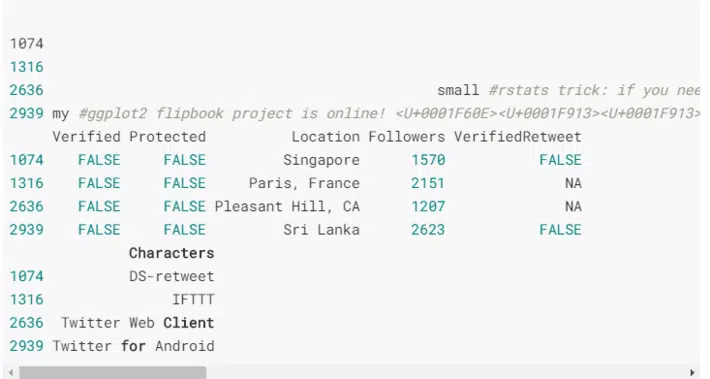 1074
1316
2636 small #rstats trick: if you nee
2939 my #ggplot2 flipbook project is online! <U+0001F60E><U+0001F913><U+0001F913>
Verified Protected Location Followers VerifiedRetweet
1074 FALSE FALSE Singapore 1570 FALSE
1316 FALSE FALSE Paris, France 2151 NA
2636 FALSE FALSE Pleasant Hill, CA 1207 NA
2939 FALSE FALSE Sri Lanka 2623 FALSE
Characters
1074 DS-retweet
1316 IFTTT
2636 Twitter Web Client
2939 Twitter for Android